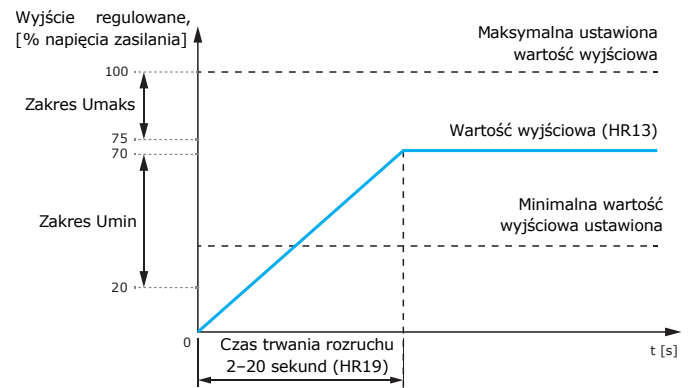 Wyjście regulowane,
[% napięcia zasilania]
Maksymalna ustawiona
wartość wyjściowa
100
Zakres Umaks
75
Wartość wyjściowa (HR13)
70
Minimalna wartość
wyjściowa ustawiona
Zakres Umin
20
0
Czas trwania rozruchu
2–20 sekund (HR19)
t [s]